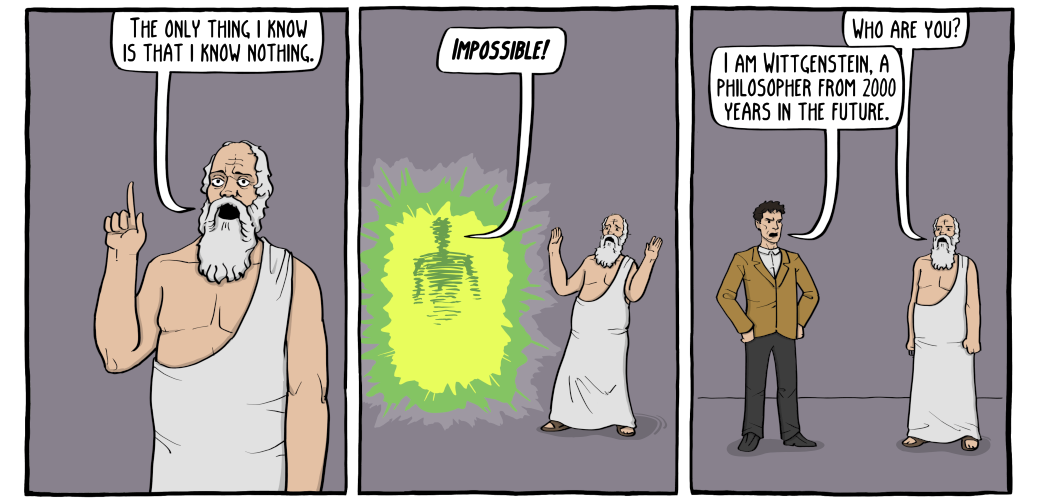 THE ONLY THING I KNOW
IS THAT I KNOW NOTHING.
IMPOSSIBLE!
WHO ARE YOU?
I AM WITTGENSTEIN, A
PHILOSOPHER FROM 2000
YEARS IN THE FUTURE.